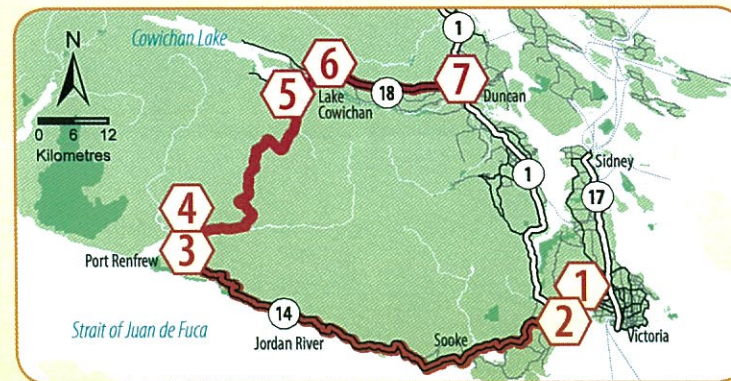 1
Cowichan Lake
N
6
7
5
Lake
Cowichan
18
Duncan
0 6 12
Kilometres
1
Sidney
17
4
3
Port Renfrew
1
2
14
Strait of Juan de Fuca
Jordan River
Sooke
Victoria